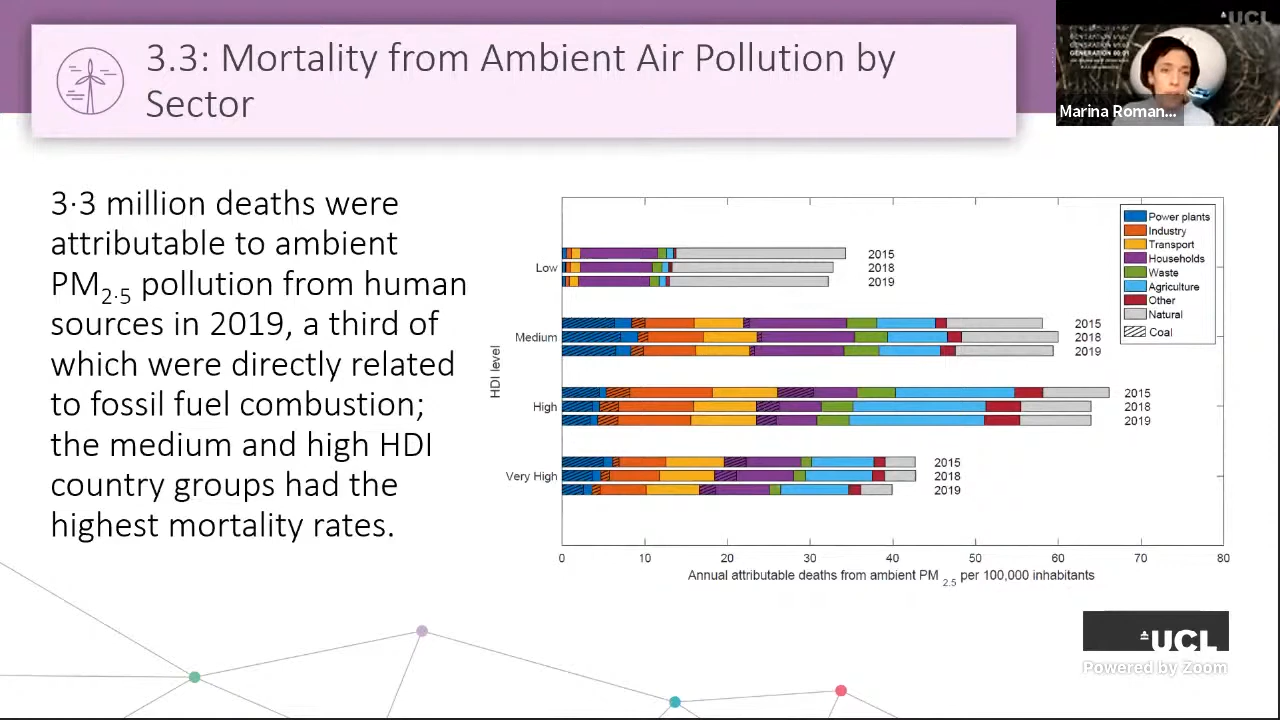 3.3: Mortality from Ambient Air Pollution by
Sector
UCL
Marina Roman...
3·3 million deaths were
attributable to ambient
PM2.5 pollution from human
sources in 2019, a third of
which were directly related
to fossil fuel combustion;
the medium and high HDI
country groups had the
highest mortality rates.
Power plants
Industry
Transport
Households
Waste
Agriculture
Other
Natural
Coal
HDI level
Low
2015
2018
2019
Medium
2015
2018
2019
High
2015
2018
2019
Very High
2015
2018
2019
0 10 20 30 40 50 60 70 80
Annual attributable deaths from ambient PM 2.5 per 100,000 inhabitants
UCL
Powered by Zoom